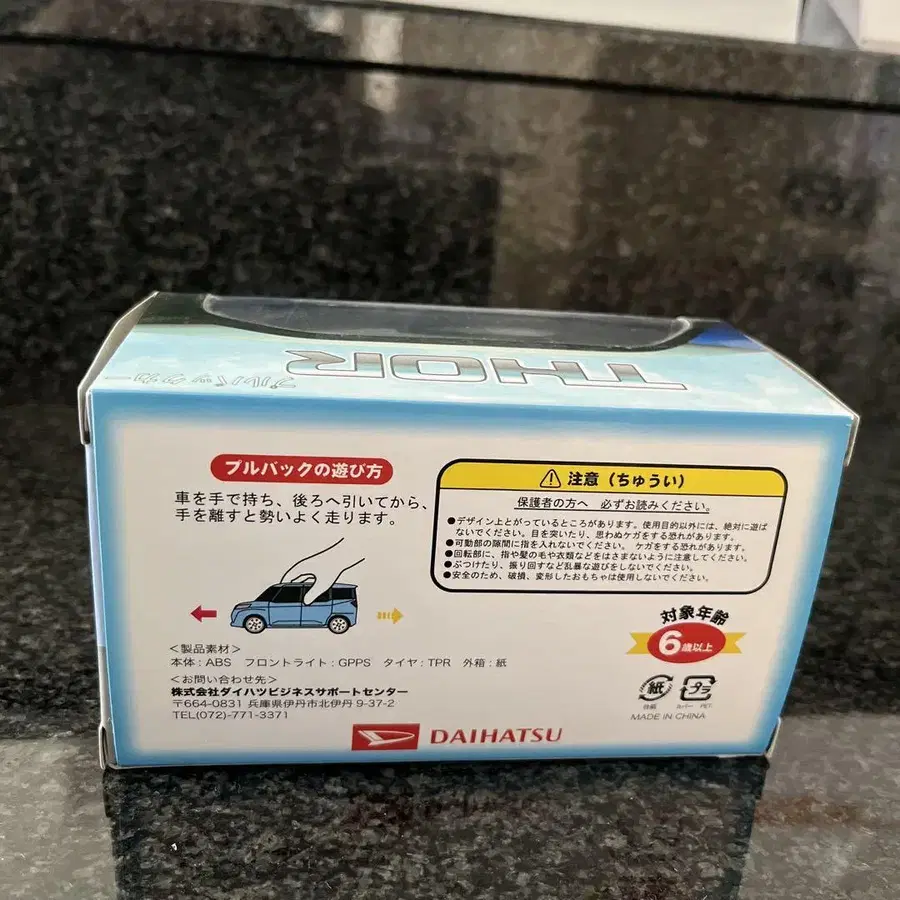 THOR
プルバックカー
プルバックの遊び方
車を手で持ち、後ろへ引いてから、
手を離すと勢いよく走ります。
注意（ちゅうい）
保護者の方へ 必ずお読みください。
●デザイン上とがっているところがあります。使用目的以外には、絶対に遊ば
ないでください。目を突いたり、思わぬケガをする恐れがあります。
●可動部の隙間に指を入れないでください。 ケガをする恐れがあります。
●回転部に、指や髪の毛や衣類などをはさまないように注意してください。
●ぶつけたり、振り回すなど乱暴な遊びをしないでください。
●安全のため、破損、変形したおもちゃは使用しないでください。
対象年齢
6歳以上
＜製品素材＞
本体：ABS フロントライト：GPPS タイヤ：TPR 外箱：紙
＜お問い合わせ先＞
株式会社ダイハツビジネスサポートセンター
〒664-0831 兵庫県伊丹市北伊丹 9-37-2
TEL(072)-771-3371
紙
プラ
台紙
カバー PET
MADE IN CHINA
DAIHATSU